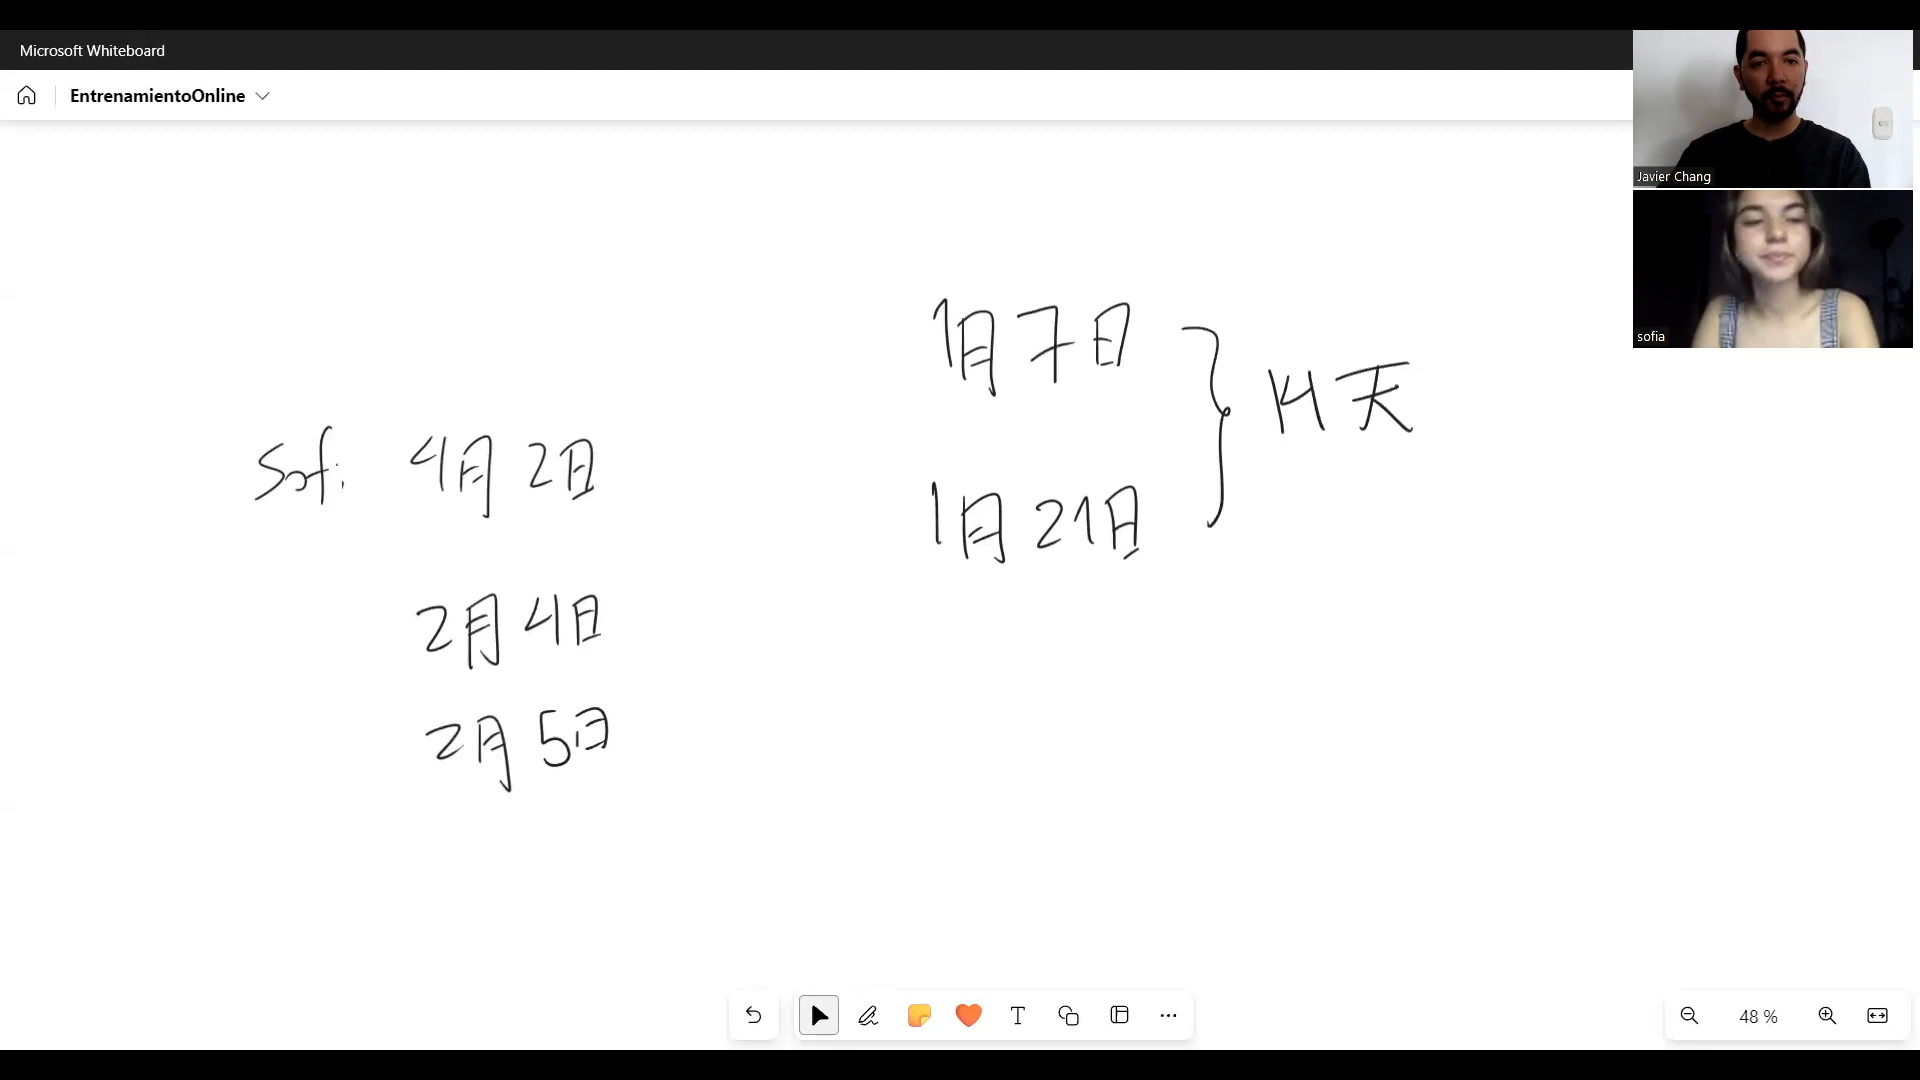 Microsoft Whiteboard
EntrenamientoOnline
Javier Chang
sofia
Sofi 4月2日
2月4日
2月5日
1月7日
1月21日
14天
T
48 %